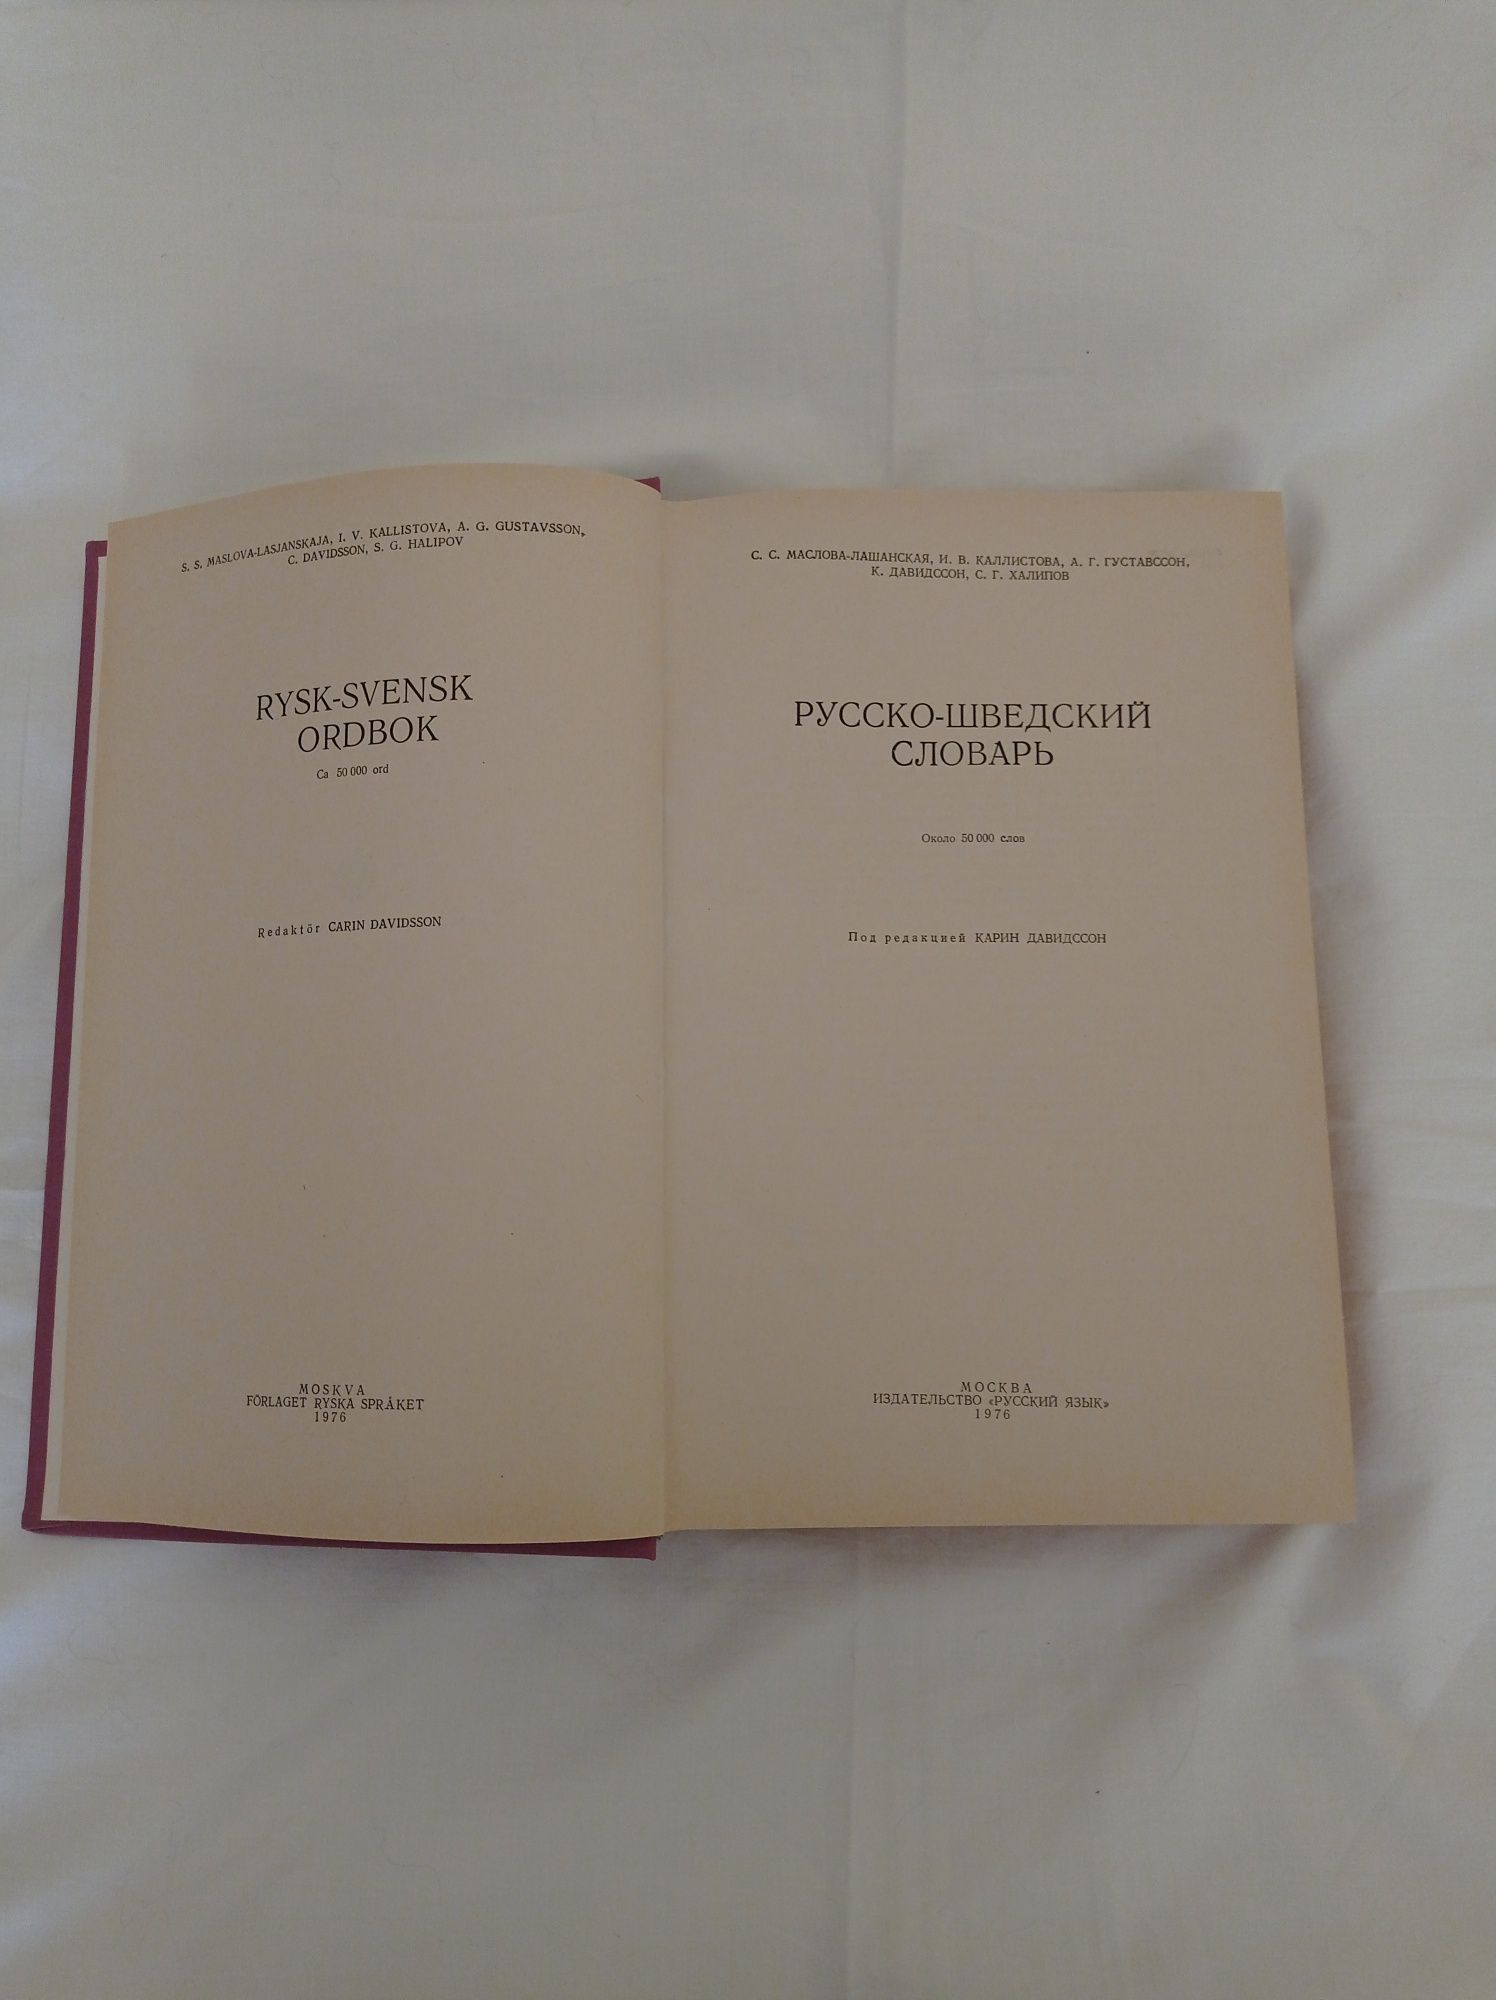 S. S. MASLOVA-LASJANSKAJA, I. V. KALLISTOVA, A. G. GUSTAVSSON,
C. DAVIDSSON, S. G. HALIPOV
RYSK-SVENSK
ORDBOK
Ca 50 000 ord
Redaktör CARIN DAVIDSSON
MOSKVA
FÖRLAGET RYSKA SPRÅKET
1976
С. С. МАСЛОВА-ЛАШАНСКАЯ, И. В. КАЛЛИСТОВА, А. Г. ГУСТАВССОН,
К. ДАВИДССОН, С. Г. ХАЛИПОВ
РУССКО-ШВЕДСКИЙ
СЛОВАРЬ
Около 50 000 слов
Под редакцией КАРИН ДАВИДССОН
МОСКВА
ИЗДАТЕЛЬСТВО «РУССКИЙ ЯЗЫК»
1976